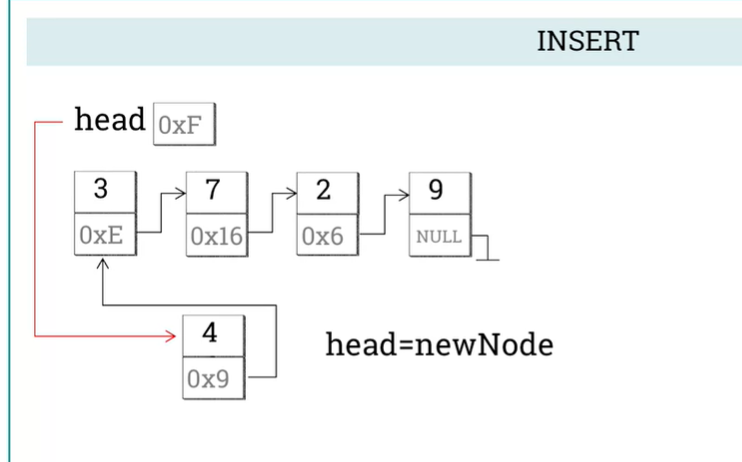 INSERT
head 0xF
3 7 2 9
0xE 0x16 0x6 NULL
4
head=newNode
0x9